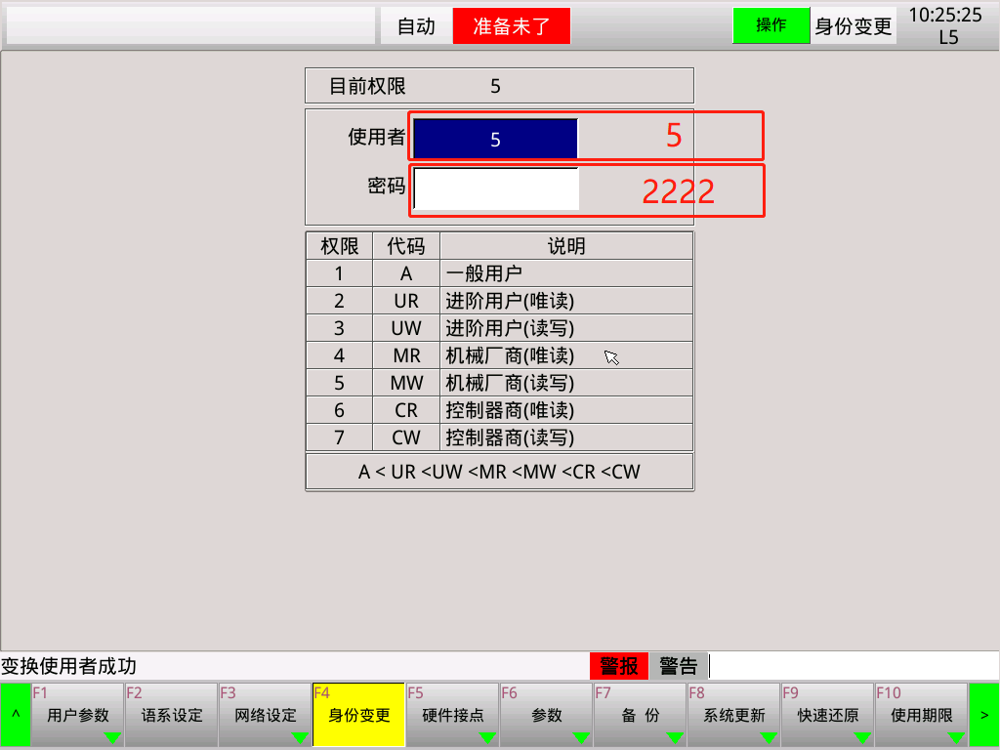 自动 准备未了 操作 身份变更 10:25:25
L5
目前权限 5
使用者 5 5
密码 2222
权限 代码 说明
1 A 一般用户
2 UR 进阶用户(唯读)
3 UW 进阶用户(读写)
4 MR 机械厂商(唯读)
5 MW 机械厂商(读写)
6 CR 控制器商(唯读)
7 CW 控制器商(读写)
A < UR <UW <MR <MW <CR <CW
变换使用者成功 警报 警告
F1 F2 F3 F4 F5 F6 F7 F8 F9 F10
^ 用户参数 语系设定 网络设定 身份变更 硬件接点 参数 备 份 系统更新 快速还原 使用期限 >